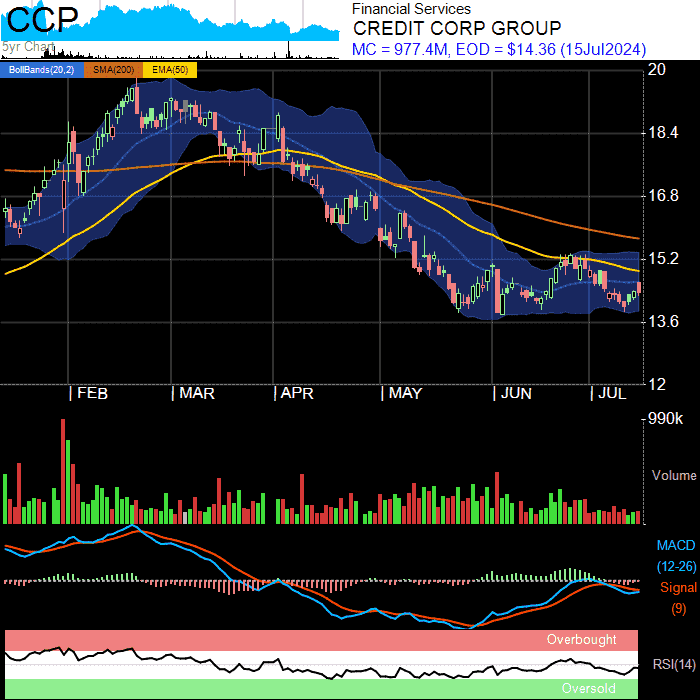 CCP
5yr Chart
Financial Services
CREDIT CORP GROUP
MC = 977.4M, EOD = $14.36 (15Jul2024)
BollBands(20,2) SMA(200) EMA(50)
20
18.4
16.8
15.2
13.6
12
FEB MAR APR MAY JUN JUL
990k
Volume
MACD
(12-26)
Signal
(9)
Overbought
RSI(14)
Oversold